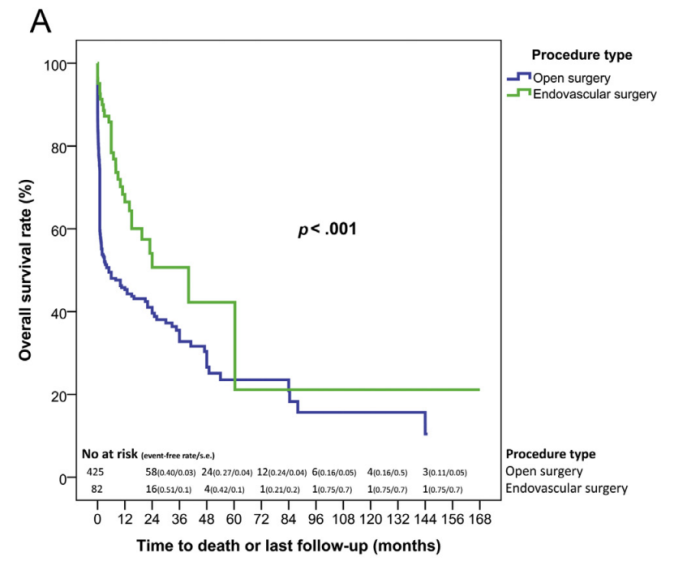 A
Procedure type
Open surgery
Endovascular surgery
100
80
60
40
20
0
Overall survival rate (%)
p< .001
No at risk (event-free rate/s.e.)
Procedure type
425 58(0.40/0.03) 24(0.27/0.04) 12(0.24/0.04) 6(0.16/0.05) 4(0.16/0.5) 3(0.11/0.05) Open surgery
82 16(0.51/0.1) 4(0.42/0.1) 1(0.21/0.2) 1(0.75/0.7) 1(0.75/0.7) 1(0.75/0.7) Endovascular surgery
0 12 24 36 48 60 72 84 96 108 120 132 144 156 168
Time to death or last follow-up (months)